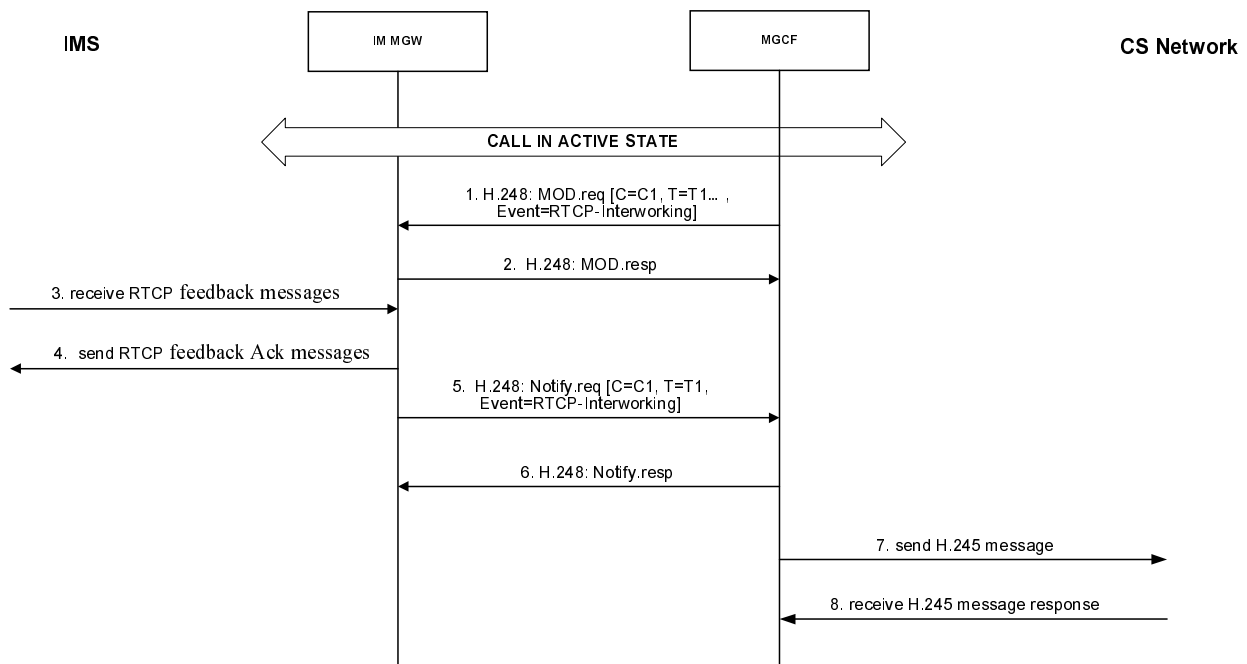 IMS
IM MGW
MGCF
CS Network
CALL IN ACTIVE STATE
1. H.248: MOD.req [C=C1, T=T1... ,
Event=RTCP-Interworking]
2. H.248: MOD.resp
3. receive RTCP feedback messages
4. send RTCP feedback Ack messages
5. H.248: Notify.req [C=C1, T=T1,
Event=RTCP-Interworking]
6. H.248: Notify.resp
7. send H.245 message
8. receive H.245 message response